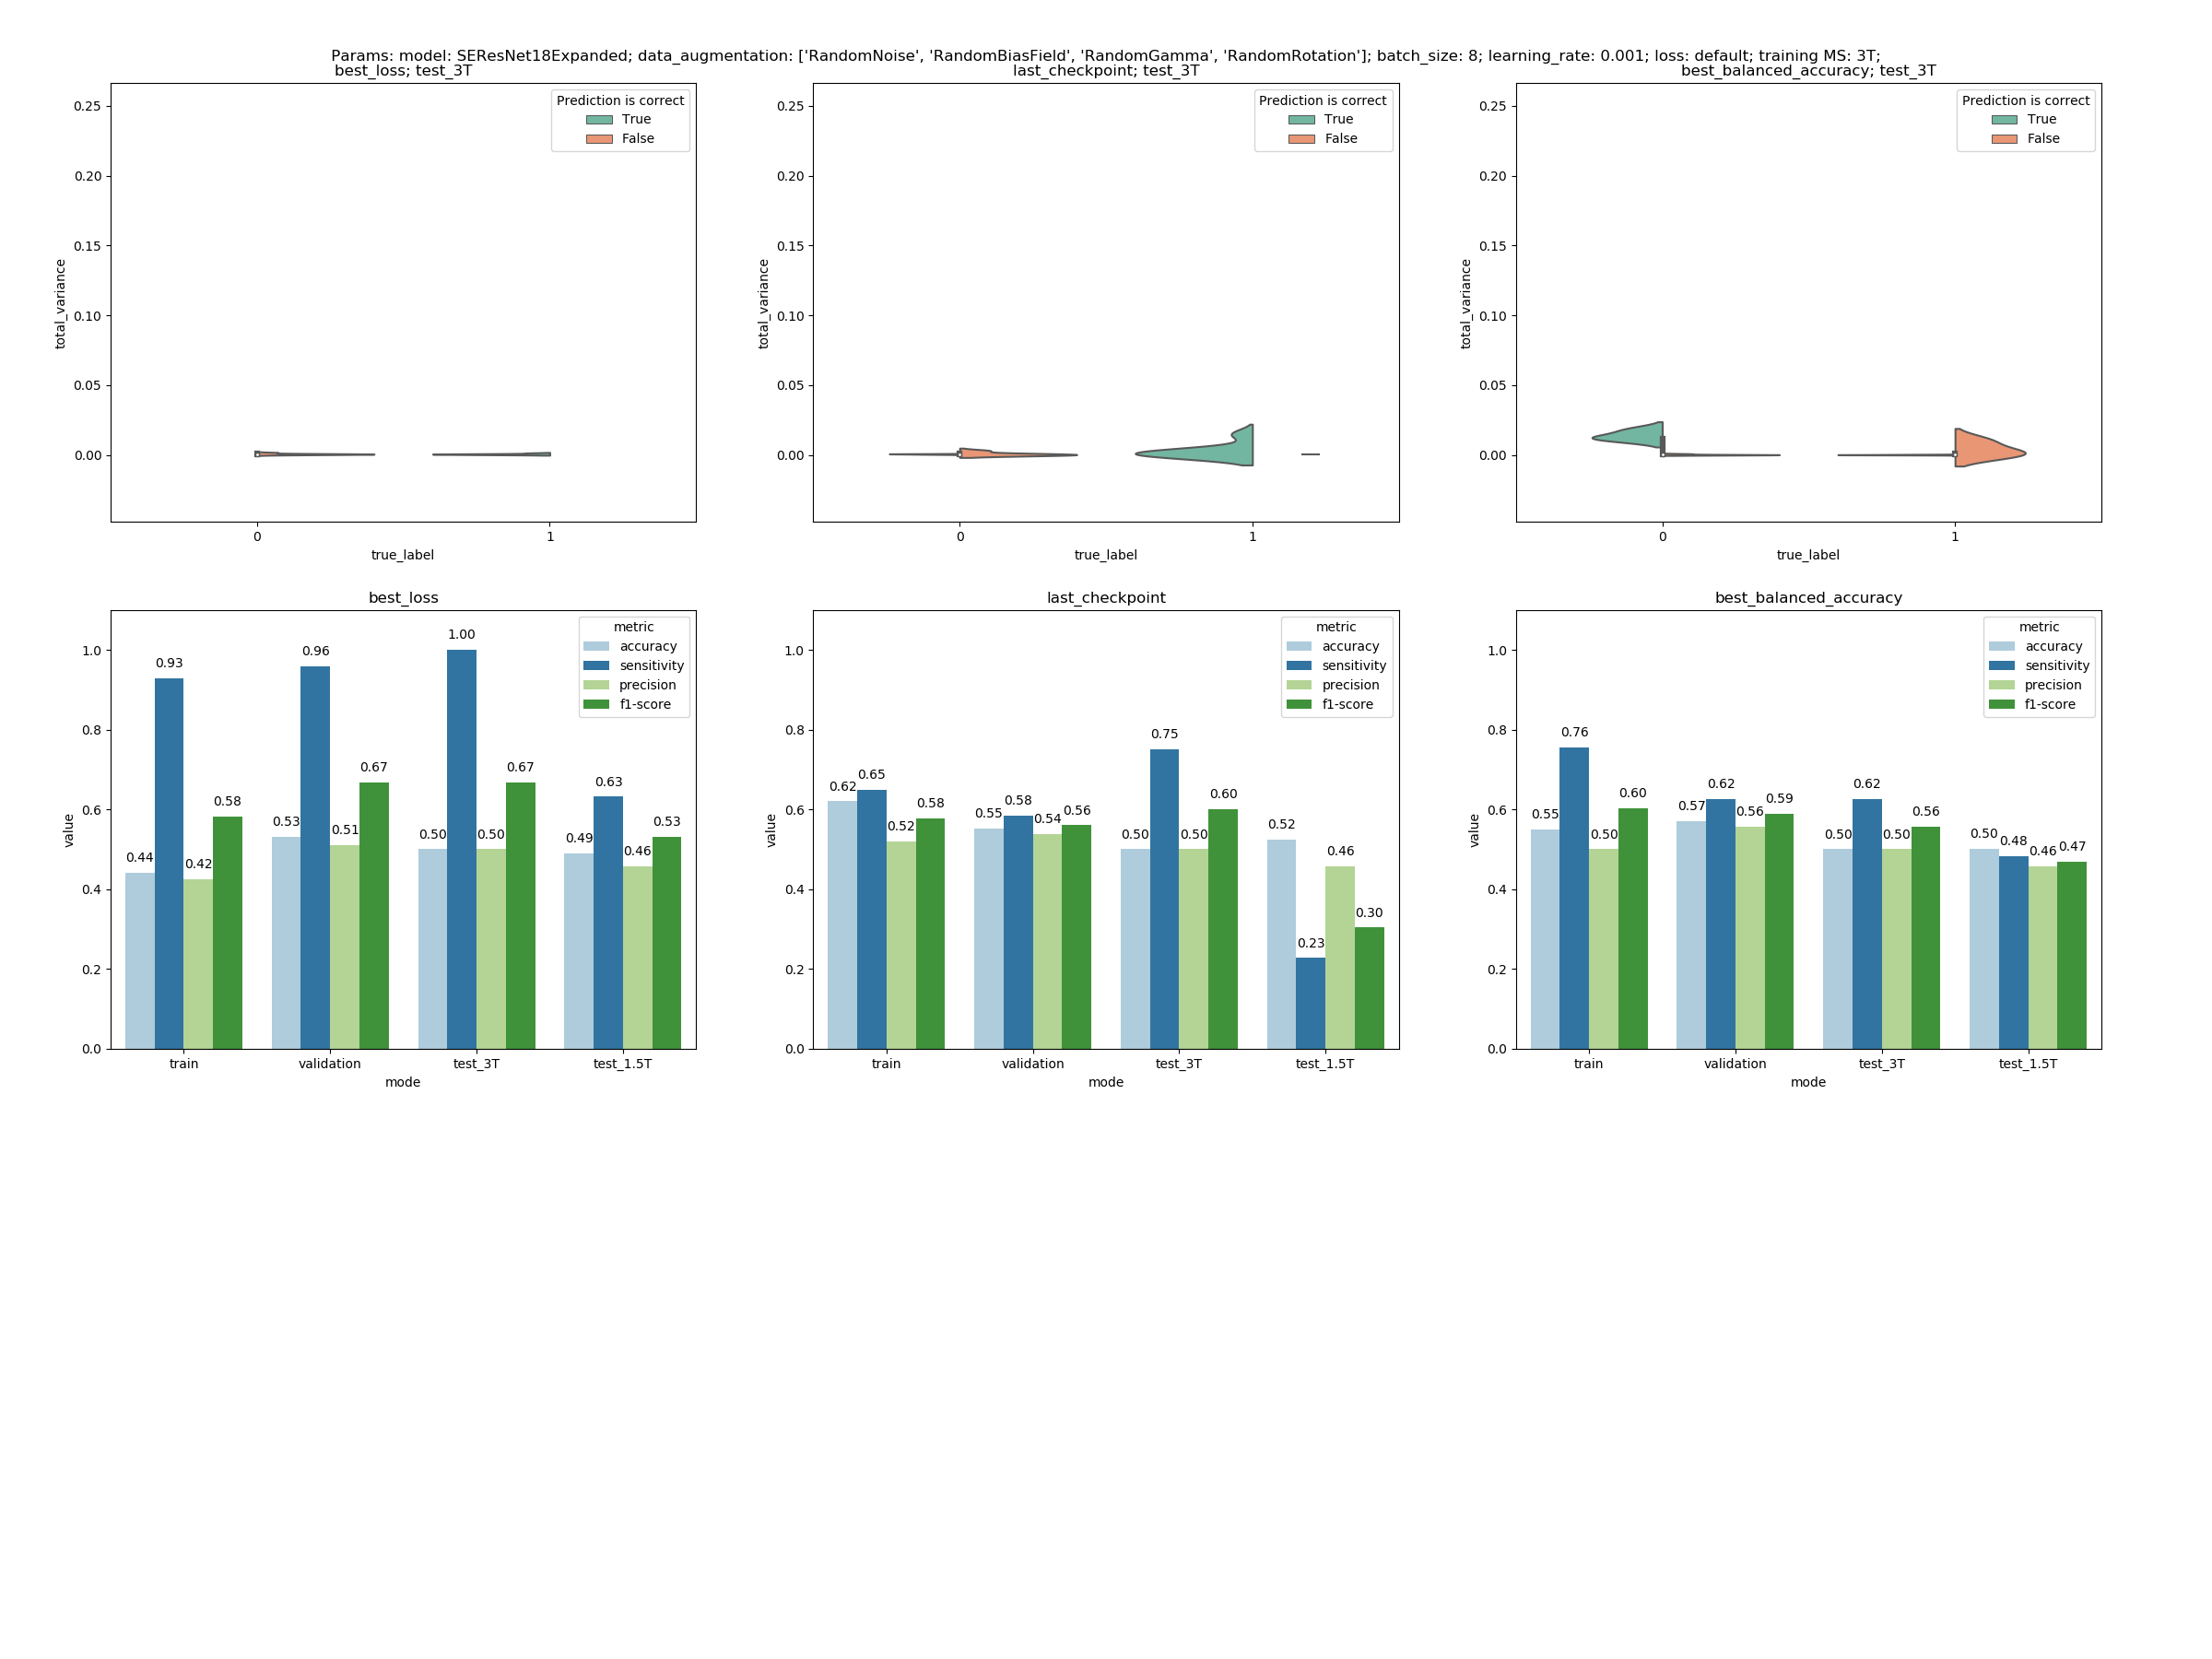 Params: model: SEResNet18Expanded; data_augmentation: ['RandomNoise', 'RandomBiasField', 'RandomGamma', 'RandomRotation']; batch_size: 8; learning_rate: 0.001; loss: default; training MS: 3T;
best_loss; test_3T
0.25
0.20
0.15
0.10
0.05
0.00
total_variance
Prediction is correct
True
False
0
1
true_label
last_checkpoint; test_3T
0.25
0.20
0.15
0.10
0.05
0.00
total_variance
Prediction is correct
True
False
0
1
true_label
best_balanced_accuracy; test_3T
0.25
0.20
0.15
0.10
0.05
0.00
total_variance
Prediction is correct
True
False
0
1
true_label
best_loss
1.0
0.8
0.6
0.4
0.2
0.0
value
metric
accuracy
sensitivity
precision
f1-score
0.44
0.93
0.42
0.58
0.53
0.96
0.51
0.67
0.50
1.00
0.50
0.67
0.49
0.63
0.46
0.53
train
validation
test_3T
test_1.5T
mode
last_checkpoint
1.0
0.8
0.6
0.4
0.2
0.0
value
metric
accuracy
sensitivity
precision
f1-score
0.62
0.65
0.52
0.58
0.55
0.58
0.54
0.56
0.50
0.75
0.50
0.60
0.52
0.23
0.46
0.30
train
validation
test_3T
test_1.5T
mode
best_balanced_accuracy
1.0
0.8
0.6
0.4
0.2
0.0
value
metric
accuracy
sensitivity
precision
f1-score
0.55
0.76
0.50
0.60
0.57
0.62
0.56
0.59
0.50
0.62
0.50
0.56
0.50
0.48
0.46
0.47
train
validation
test_3T
test_1.5T
mode